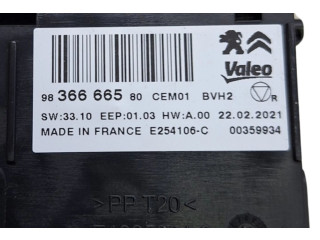 Valeo
98 366 665 80 CEM01 BVH2
R
SW:33.10 EEP:01.03 HW:A.00 22.02.2021
MADE IN FRANCE E254106-C 00359934
>PP T20<